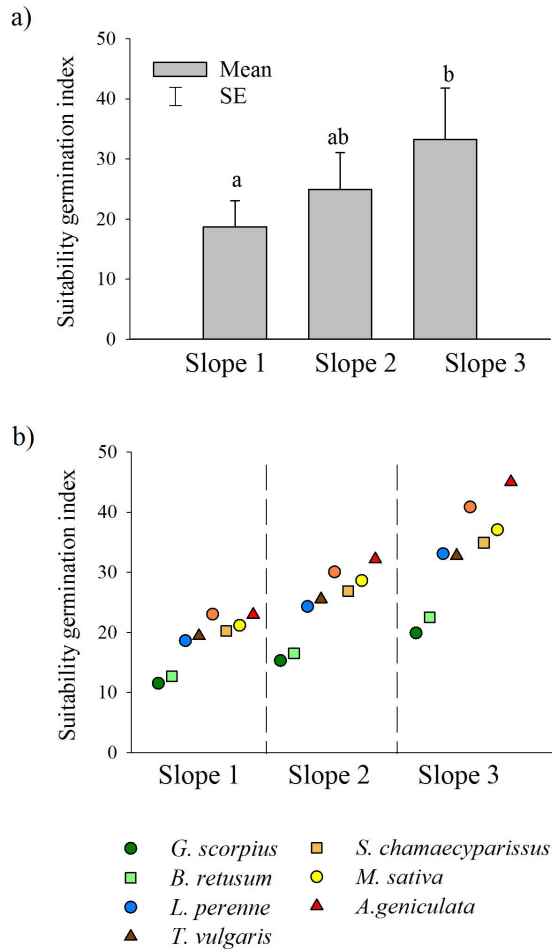 a)
Suitability germination index
50
40
30
20
10
0
Mean
SE
a
ab
b
Slope 1
Slope 2
Slope 3
b)
Suitability germination index
50
40
30
20
10
0
Slope 1
Slope 2
Slope 3
G. scorpius
B. retusum
L. perenne
T. vulgaris
S. chamaecyparissus
M. sativa
A.geniculata